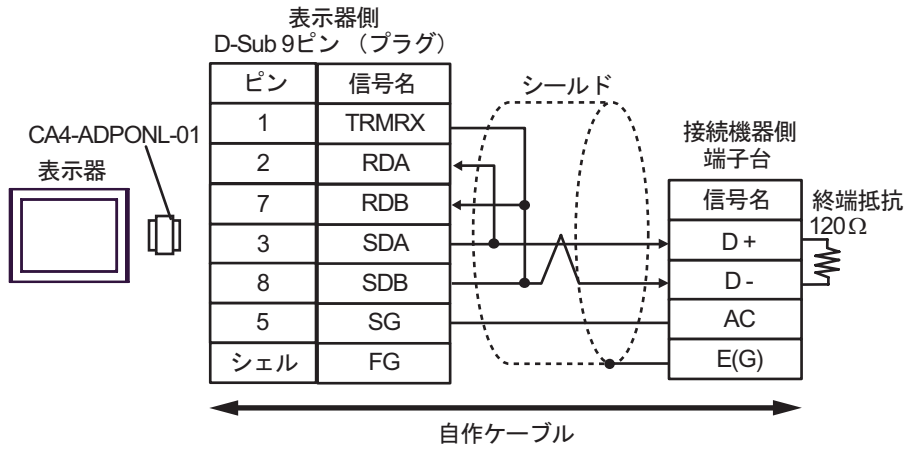 表示器側
D-Sub 9ピン （プラグ）
ピン 信号名
1 TRMRX
2 RDA
7 RDB
3 SDA
8 SDB
5 SG
シェル FG
CA4-ADPONL-01
表示器
シールド
接続機器側
端子台
信号名
D +
D -
AC
E(G)
終端抵抗
120Ω
自作ケーブル